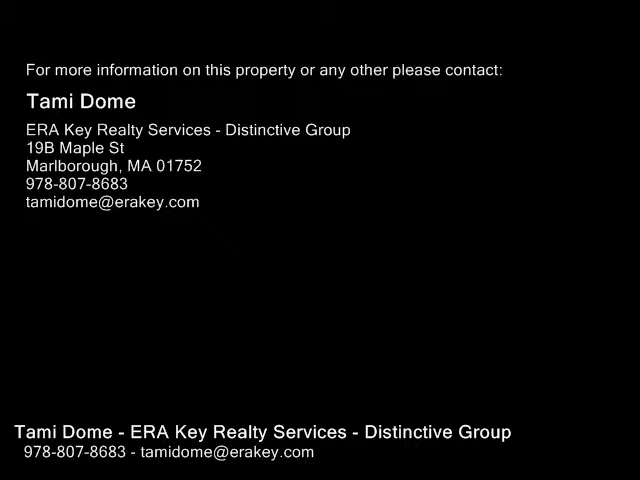 For more information on this property or any other please contact:
Tami Dome
ERA Key Realty Services - Distinctive Group
19B Maple St
Marlborough, MA 01752
978-807-8683
tamidome@erakey.com
Tami Dome - ERA Key Realty Services - Distinctive Group
978-807-8683 - tamidome@erakey.com